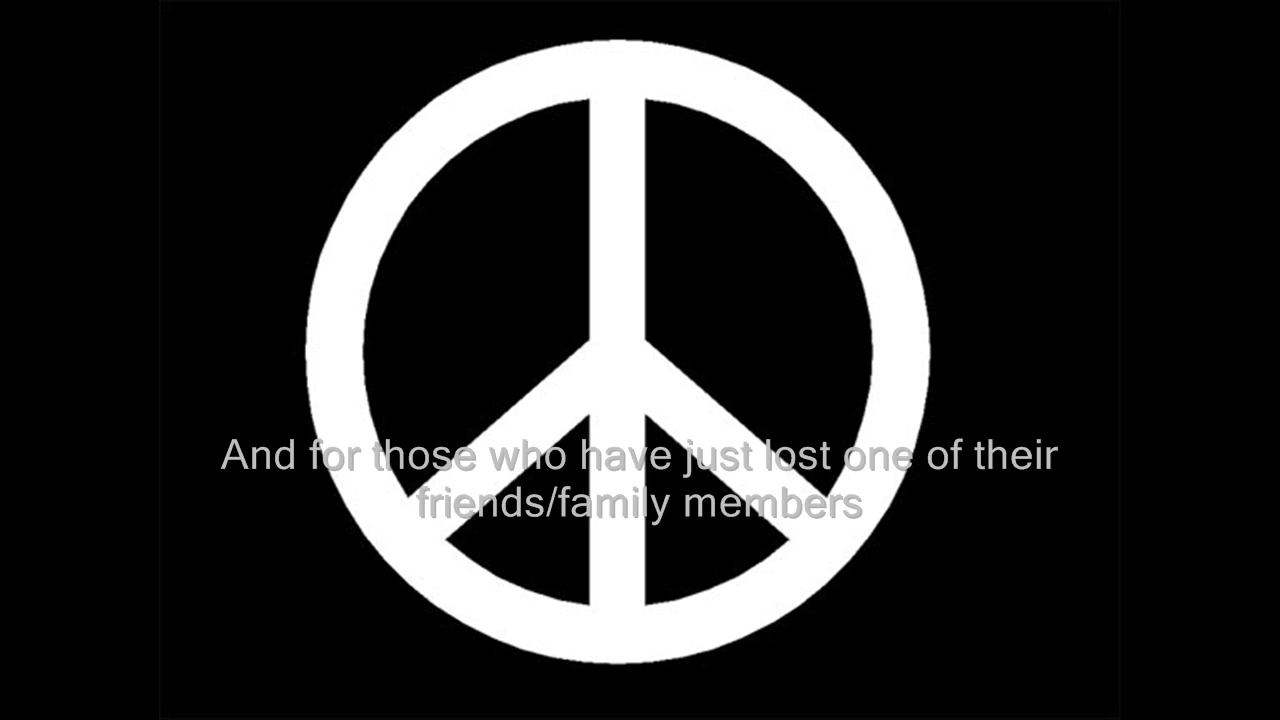 And for those who have just lost one of their
friends/family members